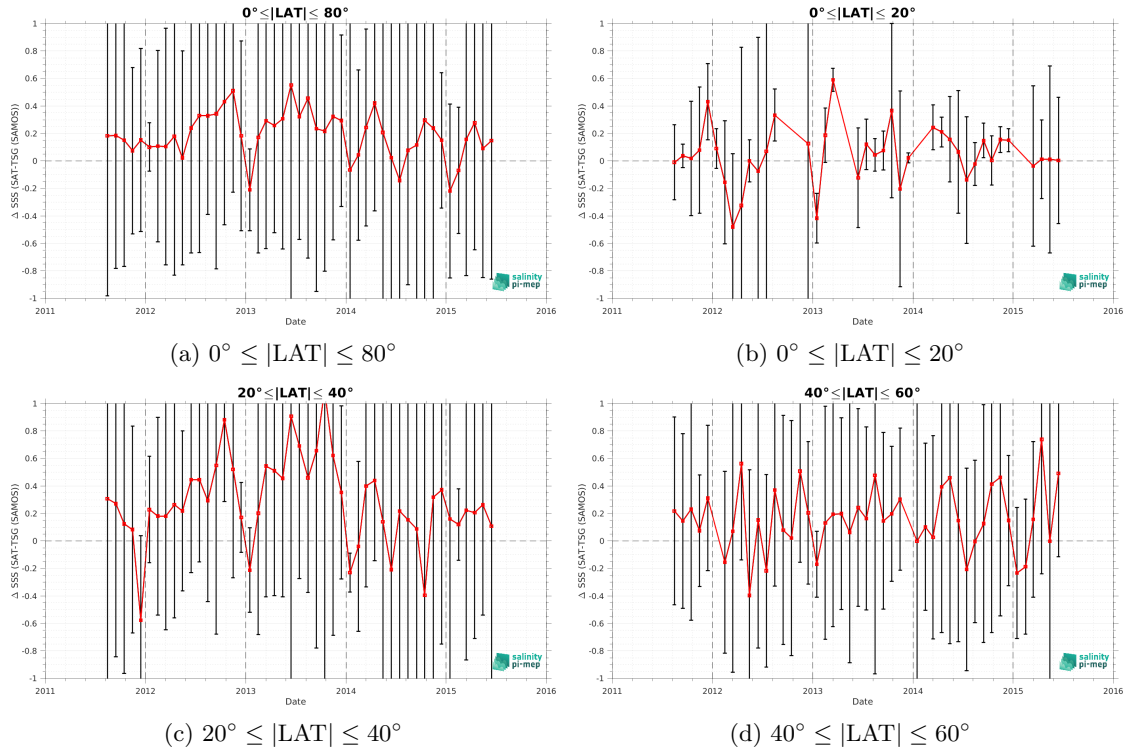 0°≤|LAT|≤ 80°
Δ SSS (SAT-TSG (SAMOS))
1
0.8
0.6
0.4
0.2
0
-0.2
-0.4
-0.6
-0.8
-1
2011 2012 2013 2014 2015 2016
Date
salinity
pi-mep
(a) 0° ≤ |LAT| ≤ 80°
0°≤|LAT|≤ 20°
Δ SSS (SAT-TSG (SAMOS))
1
0.8
0.6
0.4
0.2
0
-0.2
-0.4
-0.6
-0.8
-1
2011 2012 2013 2014 2015 2016
Date
salinity
pi-mep
(b) 0° ≤ |LAT| ≤ 20°
20°≤|LAT|≤ 40°
Δ SSS (SAT-TSG (SAMOS))
1
0.8
0.6
0.4
0.2
0
-0.2
-0.4
-0.6
-0.8
-1
2011 2012 2013 2014 2015 2016
Date
salinity
pi-mep
(c) 20° ≤ |LAT| ≤ 40°
40°≤|LAT|≤ 60°
Δ SSS (SAT-TSG (SAMOS))
1
0.8
0.6
0.4
0.2
0
-0.2
-0.4
-0.6
-0.8
-1
2011 2012 2013 2014 2015 2016
Date
salinity
pi-mep
(d) 40° ≤ |LAT| ≤ 60°